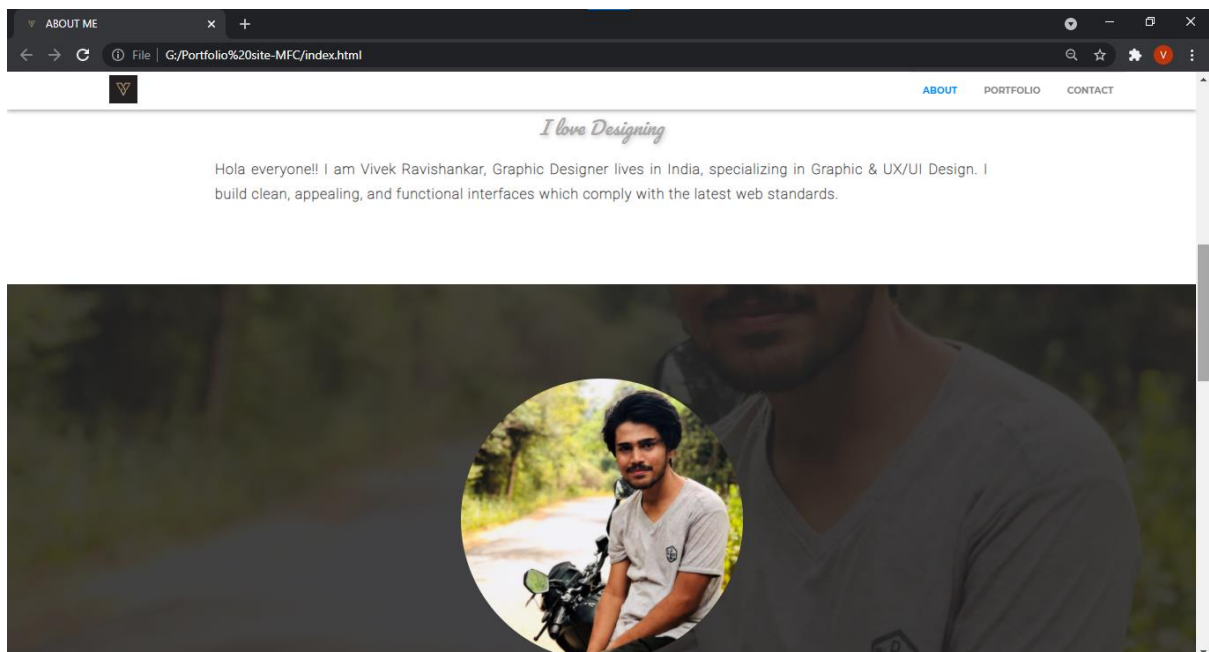 ABOUT ME
File G:/Portfolio%20site-MFC/index.html
V
ABOUT PORTFOLIO CONTACT
I love Designing
Hola everyone!! I am Vivek Ravishankar, Graphic Designer lives in India, specializing in Graphic & UX/UI Design. I
build clean, appealing, and functional interfaces which comply with the latest web standards.